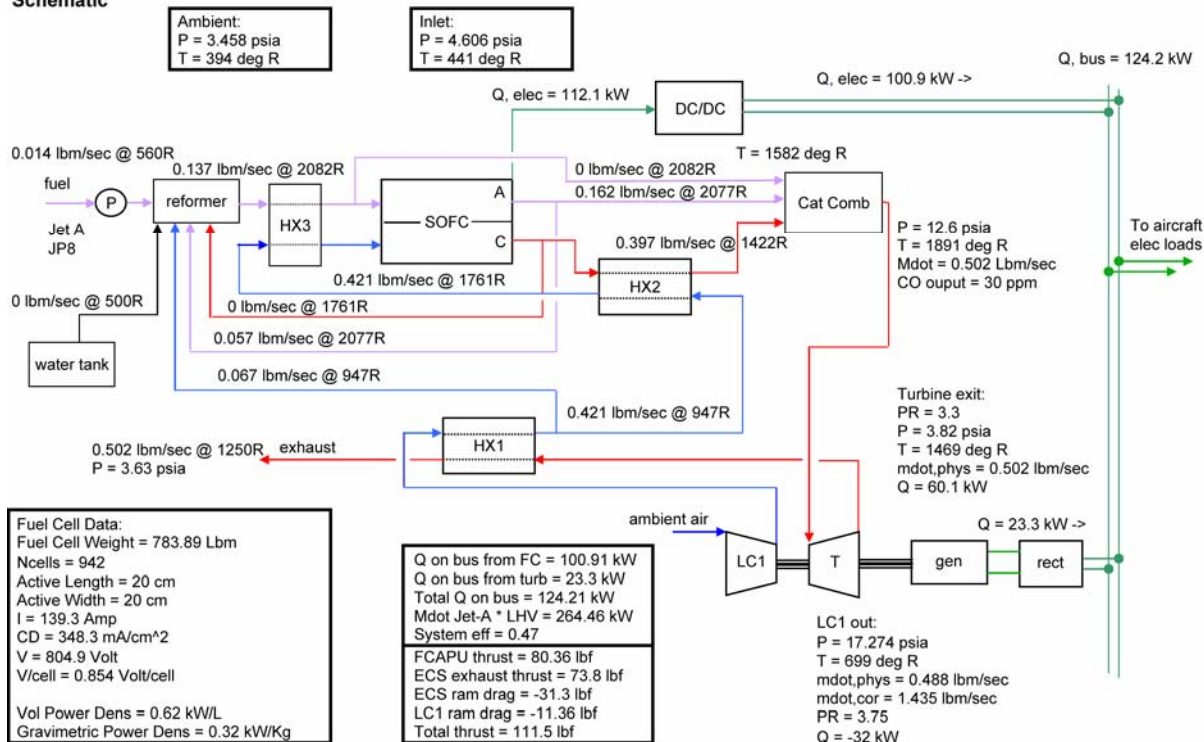 Schematic
Ambient:
P = 3.458 psia
T = 394 deg R
Inlet:
P = 4.606 psia
T = 441 deg R
Q, bus = 124.2 kW
Q, elec = 100.9 kW ->
Q, elec = 112.1 kW
DC/DC
0.014 lbm/sec @ 560R
0.137 lbm/sec @ 2082R
T = 1582 deg R
0 lbm/sec @ 2082R
0.162 lbm/sec @ 2077R
fuel
P
reformer
Jet A
JP8
HX3
SOFC
A
C
Cat Comb
0.397 lbm/sec @ 1422R
P = 12.6 psia
T = 1891 deg R
Mdot = 0.502 Lbm/sec
CO ouput = 30 ppm
To aircraft
elec loads
0.421 lbm/sec @ 1761R
HX2
0 lbm/sec @ 500R
0 lbm/sec @ 1761R
0.057 lbm/sec @ 2077R
water tank
0.067 lbm/sec @ 947R
0.421 lbm/sec @ 947R
HX1
0.502 lbm/sec @ 1250R
P = 3.63 psia
exhaust
Turbine exit:
PR = 3.3
P = 3.82 psia
T = 1469 deg R
mdot,phys = 0.502 lbm/sec
Q = 60.1 kW
ambient air
Q = 23.3 kW ->
LC1
T
gen
rect
Fuel Cell Data:
Fuel Cell Weight = 783.89 Lbm
Ncells = 942
Active Length = 20 cm
Active Width = 20 cm
I = 139.3 Amp
CD = 348.3 mA/cm^2
V = 804.9 Volt
V/cell = 0.854 Volt/cell
Vol Power Dens = 0.62 kW/L
Gravimetric Power Dens = 0.32 kW/Kg
Q on bus from FC = 100.91 kW
Q on bus from turb = 23.3 kW
Total Q on bus = 124.21 kW
Mdot Jet-A * LHV = 264.46 kW
System eff = 0.47
FCAPU thrust = 80.36 lbf
ECS exhaust thrust = 73.8 lbf
ECS ram drag = -31.3 lbf
LC1 ram drag = -11.36 lbf
Total thrust = 111.5 lbf
LC1 out:
P = 17.274 psia
T = 699 deg R
mdot,phys = 0.488 lbm/sec
mdot,cor = 1.435 lbm/sec
PR = 3.75
Q = -32 kW